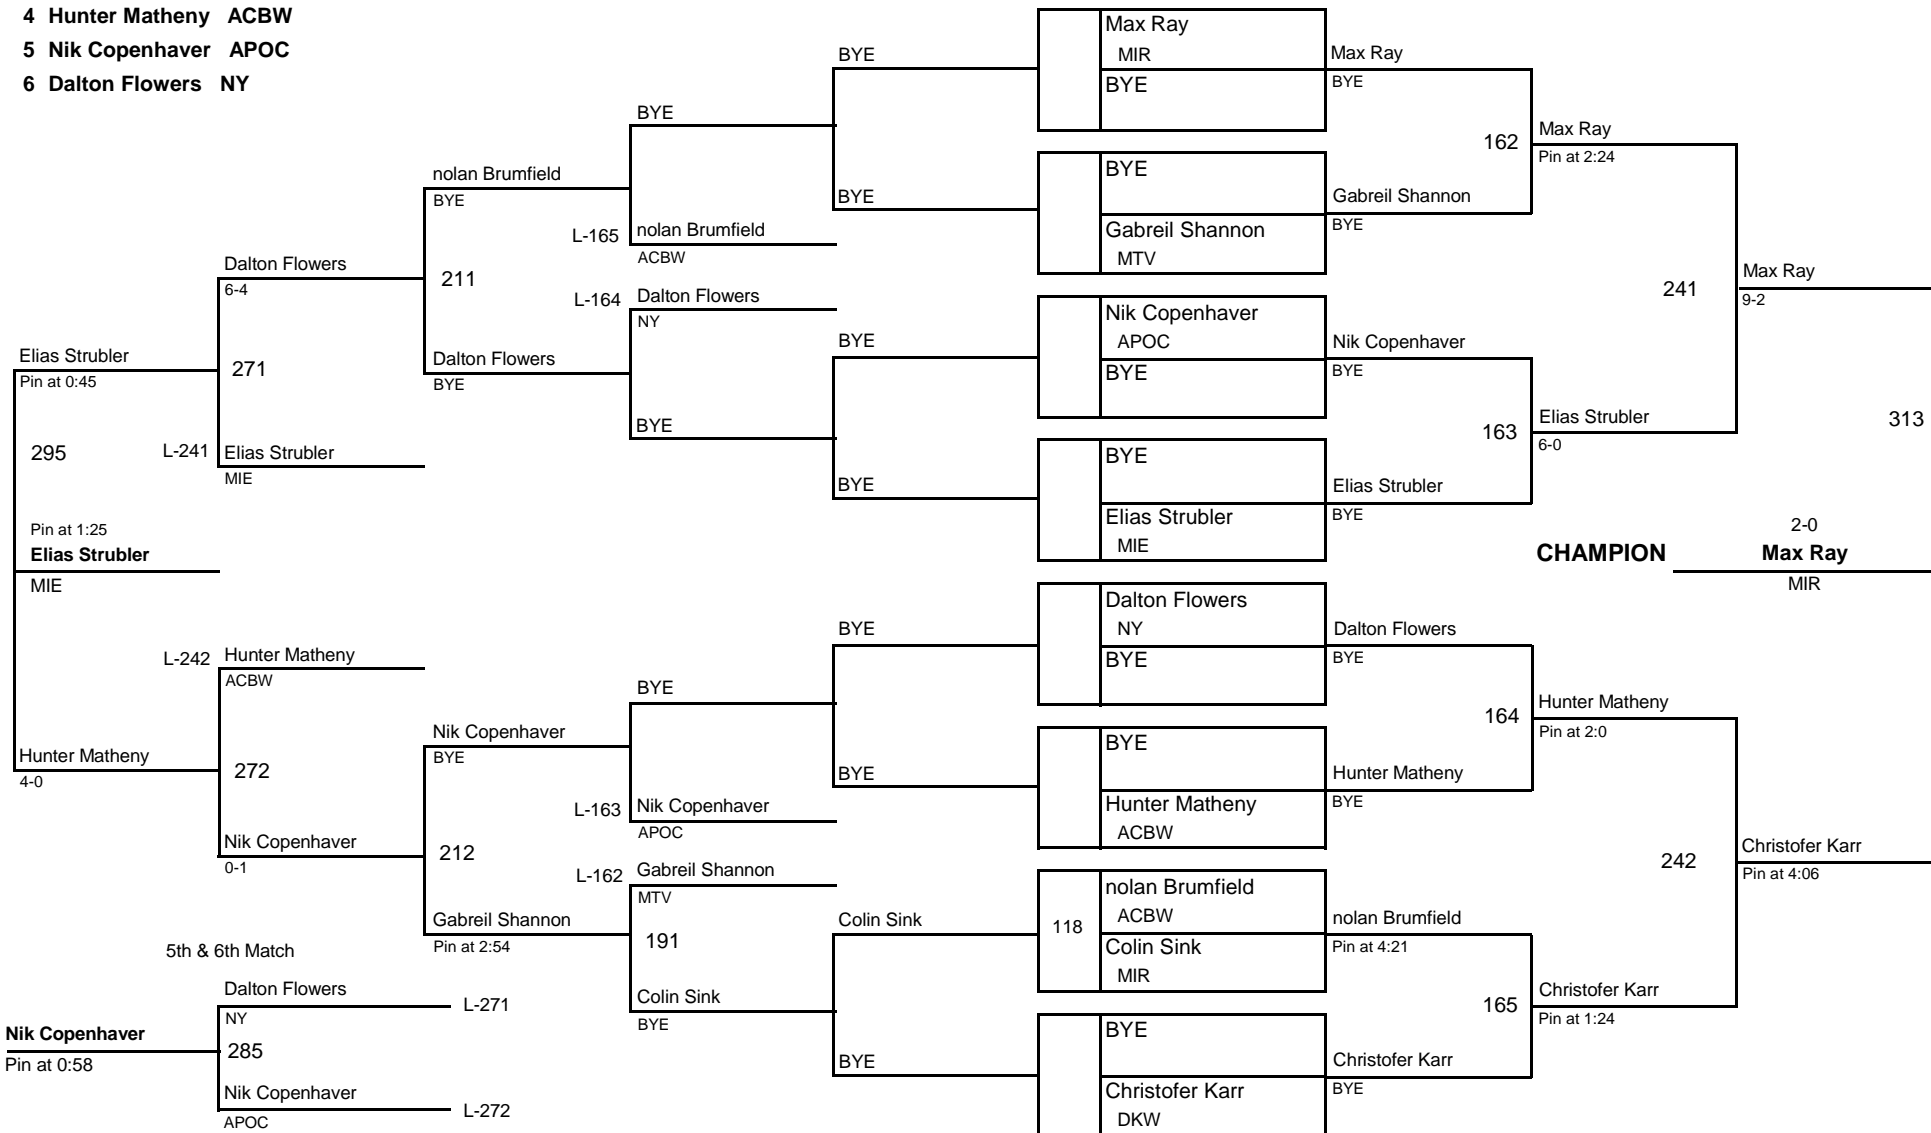 4 Hunter Matheny ACBW
5 Nik Copenhaver APOC
6 Dalton Flowers NY
Elias Strubler
Pin at 0:45
295
Pin at 1:25
Elias Strubler
MIE
Hunter Matheny
4-0
5th & 6th Match
Nik Copenhaver
Pin at 0:58
Dalton Flowers
6-4
271
L-241
Elias Strubler
MIE
L-242
Hunter Matheny
ACBW
272
Nik Copenhaver
0-1
Dalton Flowers
NY
L-271
285
Nik Copenhaver
APOC
L-272
nolan Brumfield
BYE
211
Dalton Flowers
BYE
Nik Copenhaver
BYE
212
Gabreil Shannon
Pin at 2:54
BYE
L-165
nolan Brumfield
ACBW
L-164
Dalton Flowers
NY
BYE
BYE
L-163
Nik Copenhaver
APOC
L-162
Gabreil Shannon
MTV
191
Colin Sink
BYE
BYE
BYE
BYE
BYE
BYE
BYE
Colin Sink
BYE
Max Ray
MIR
BYE
BYE
Gabreil Shannon
MTV
Nik Copenhaver
APOC
BYE
BYE
Elias Strubler
MIE
Dalton Flowers
NY
BYE
BYE
Hunter Matheny
ACBW
118
nolan Brumfield
ACBW
Colin Sink
MIR
BYE
Christofer Karr
DKW
Max Ray
BYE
162
Gabreil Shannon
BYE
Nik Copenhaver
BYE
163
Elias Strubler
BYE
Dalton Flowers
BYE
164
Hunter Matheny
BYE
nolan Brumfield
Pin at 4:21
165
Christofer Karr
BYE
Max Ray
Pin at 2:24
241
Elias Strubler
6-0
Hunter Matheny
Pin at 2:0
242
Christofer Karr
Pin at 1:24
Max Ray
9-2
313
2-0
CHAMPION Max Ray
MIR
Christofer Karr
Pin at 4:06